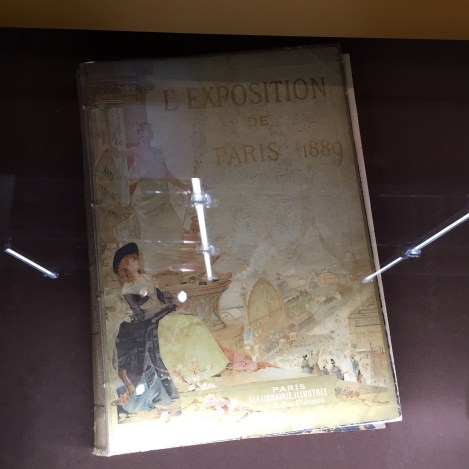 L'EXPOSITION
DE
PARIS 1889
PARIS
A LA LIBRAIRIE ILLUSTRÉE